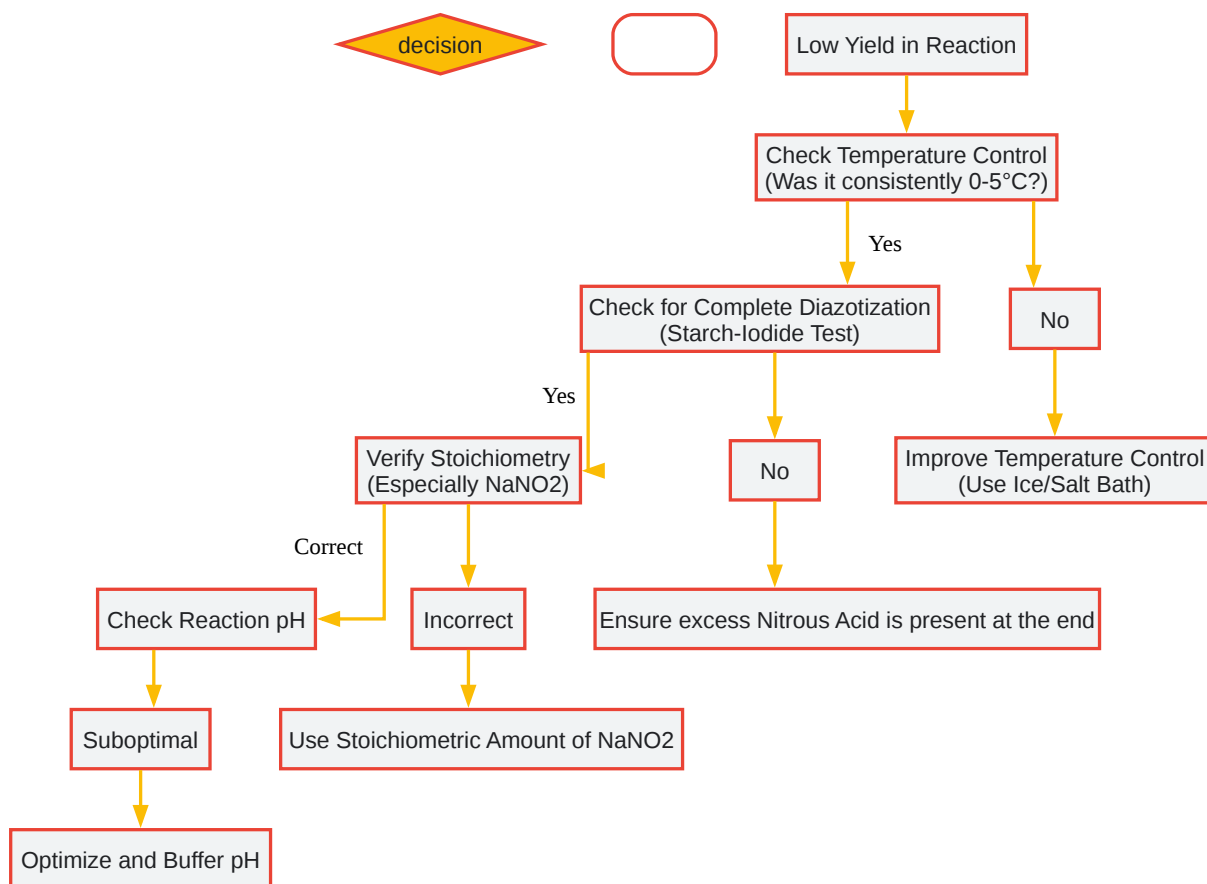 decision
Low Yield in Reaction
Check Temperature Control
(Was it consistently 0-5°C?)
Yes
Check for Complete Diazotization
(Starch-Iodide Test)
No
Yes
Verify Stoichiometry
(Especially NaNO2)
No
Improve Temperature Control
(Use Ice/Salt Bath)
Correct
Check Reaction pH
Incorrect
Ensure excess Nitrous Acid is present at the end
Suboptimal
Use Stoichiometric Amount of NaNO2
Optimize and Buffer pH